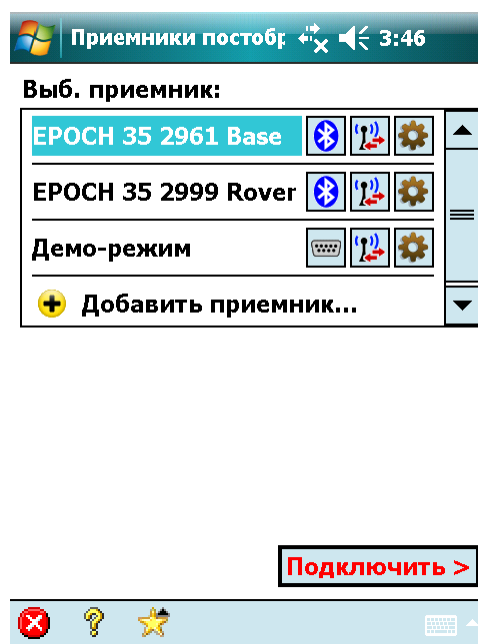 Приемники постобр 3:46
Выб. приемник:
EPOCH 35 2961 Base
EPOCH 35 2999 Rover
Демо-режим
Добавить приемник...
Подключить >